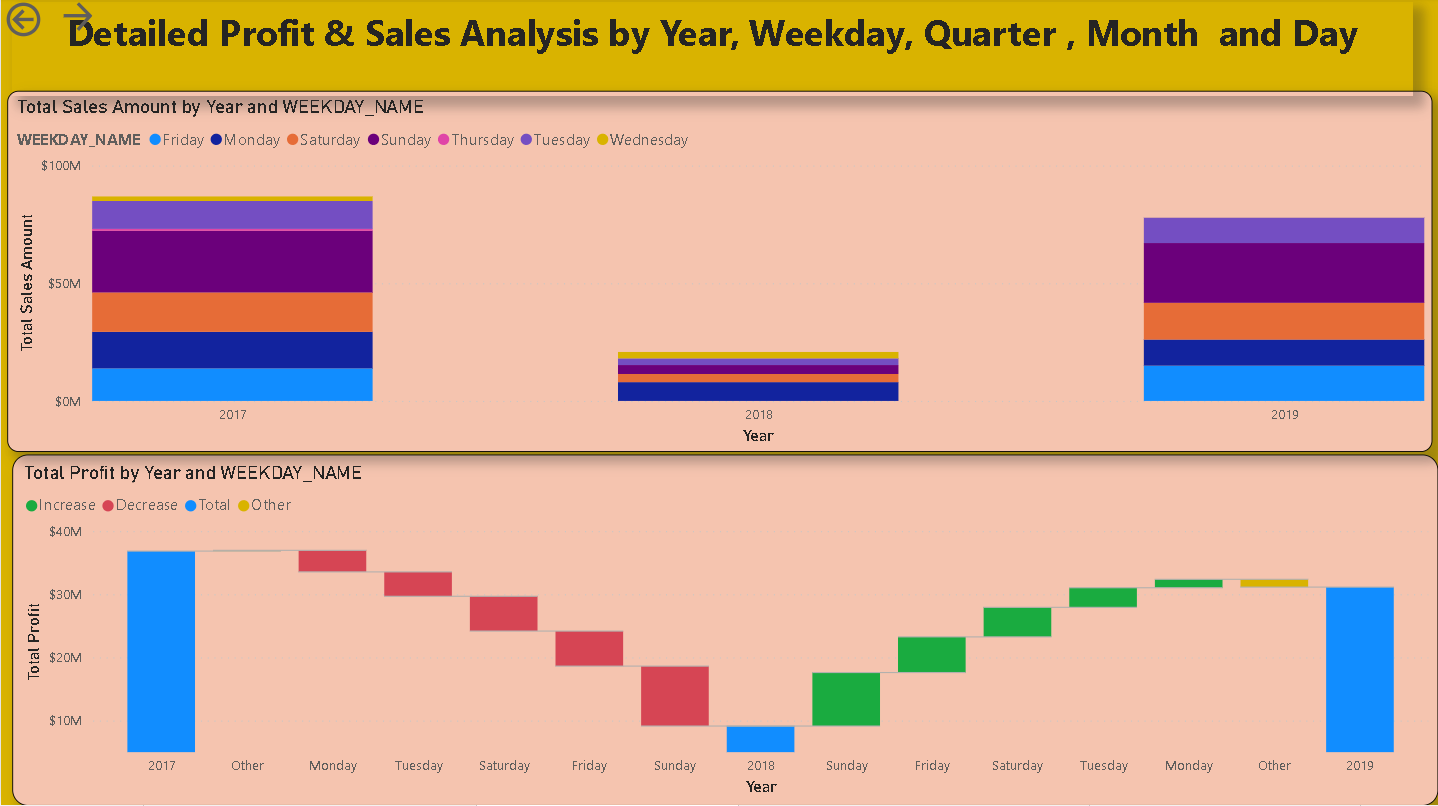 Detailed Profit & Sales Analysis by Year, Weekday, Quarter , Month  and Day
Total Sales Amount by Year and WEEKDAY_NAME
WEEKDAY_NAME Friday Monday Saturday Sunday Thursday Tuesday Wednesday
$100M
$50M
$0M
Total Sales Amount
2017 2018 2019
Year
Total Profit by Year and WEEKDAY_NAME
Increase Decrease Total Other
$40M
$30M
$20M
$10M
Total Profit
2017 Other Monday Tuesday Saturday Friday Sunday 2018 Sunday Friday Saturday Tuesday Monday Other 2019
Year